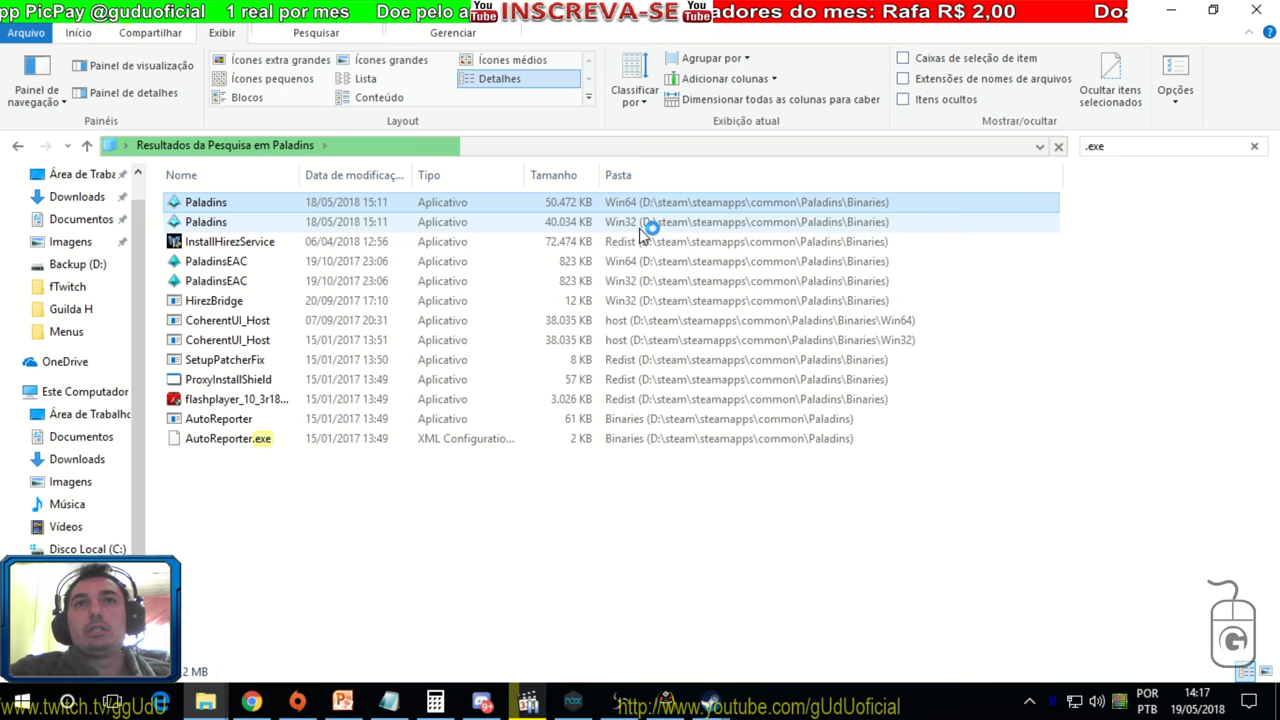 pp PicPay @guduoficial 1 real por mes Doe pelo a
You Tube INSCREVA-SE You Tube
adores do mes: Rafa R$ 2,00 Doa
Arquivo Início Compartilhar Exibir Pesquisar Gerenciar
Painel de navegação
Painel de visualização
Painel de detalhes
Painéis
Ícones extra grandes Ícones grandes Ícones médios
Ícones pequenos Lista Detalhes
Blocos Conteúdo
Layout
Classificar por
Agrupar por
Adicionar colunas
Dimensionar todas as colunas para caber
Exibição atual
Caixas de seleção de item
Extensões de nomes de arquivos
Itens ocultos
Ocultar itens selecionados
Mostrar/ocultar
Opções
Resultados da Pesquisa em Paladins
.exe
Área de Traba
Downloads
Documentos
Imagens
Backup (D:)
fTwitch
Guilda H
Menus
OneDrive
Este Computador
Área de Trabalho
Documentos
Downloads
Imagens
Música
Vídeos
Disco Local (C:)
Nome Data de modificaç... Tipo Tamanho Pasta
Paladins 18/05/2018 15:11 Aplicativo 50.472 KB Win64 (D:\steam\steamapps\common\Paladins\Binaries)
Paladins 18/05/2018 15:11 Aplicativo 40.034 KB Win32 (D:\steam\steamapps\common\Paladins\Binaries)
InstallHirezService 06/04/2018 12:56 Aplicativo 72.474 KB Redist (D:\steam\steamapps\common\Paladins\Binaries)
PaladinsEAC 19/10/2017 23:06 Aplicativo 823 KB Win64 (D:\steam\steamapps\common\Paladins\Binaries)
PaladinsEAC 19/10/2017 23:06 Aplicativo 823 KB Win32 (D:\steam\steamapps\common\Paladins\Binaries)
HirezBridge 20/09/2017 17:10 Aplicativo 12 KB Win32 (D:\steam\steamapps\common\Paladins\Binaries)
CoherentUI_Host 07/09/2017 20:31 Aplicativo 38.035 KB host (D:\steam\steamapps\common\Paladins\Binaries\Win64)
CoherentUI_Host 15/01/2017 13:51 Aplicativo 38.035 KB host (D:\steam\steamapps\common\Paladins\Binaries\Win32)
SetupPatcherFix 15/01/2017 13:50 Aplicativo 8 KB Redist (D:\steam\steamapps\common\Paladins\Binaries)
ProxyInstallShield 15/01/2017 13:49 Aplicativo 57 KB Redist (D:\steam\steamapps\common\Paladins\Binaries)
flashplayer_10_3r18... 15/01/2017 13:49 Aplicativo 3.026 KB Redist (D:\steam\steamapps\common\Paladins\Binaries)
AutoReporter 15/01/2017 13:49 Aplicativo 61 KB Binaries (D:\steam\steamapps\common\Paladins)
AutoReporter.exe 15/01/2017 13:49 XML Configuratio... 2 KB Binaries (D:\steam\steamapps\common\Paladins)
2 MB
G
www.twitch.tv/ggUdU
nox
http://www.youtube.com/gUdUoficial
POR
PTB
14:17
19/05/2018